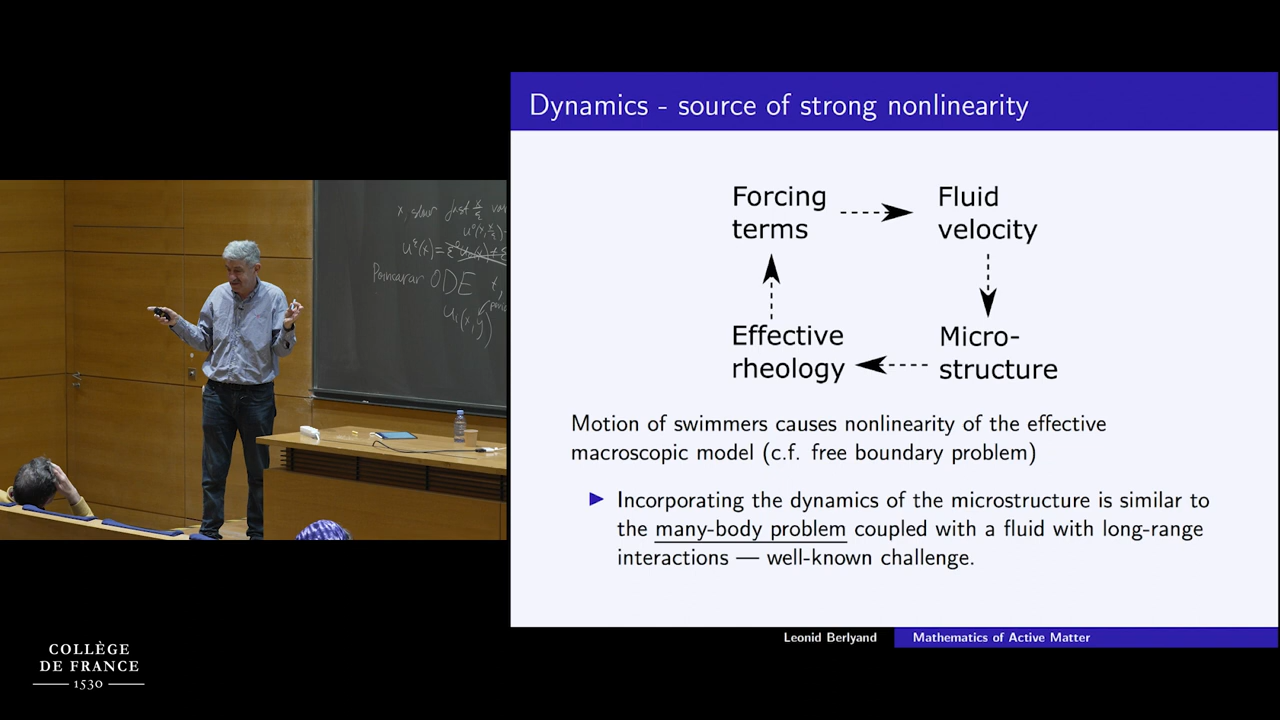 Dynamics - source of strong nonlinearity
Forcing
terms
Fluid
velocity
Effective
rheology
Micro-
structure
Motion of swimmers causes nonlinearity of the effective
macroscopic model (c.f. free boundary problem)
Incorporating the dynamics of the microstructure is similar to
the many-body problem coupled with a fluid with long-range
interactions — well-known challenge.
Leonid Berlyand
Mathematics of Active Matter
x, slow fast x/ε
ODE
COLLÈGE
DE FRANCE
1530